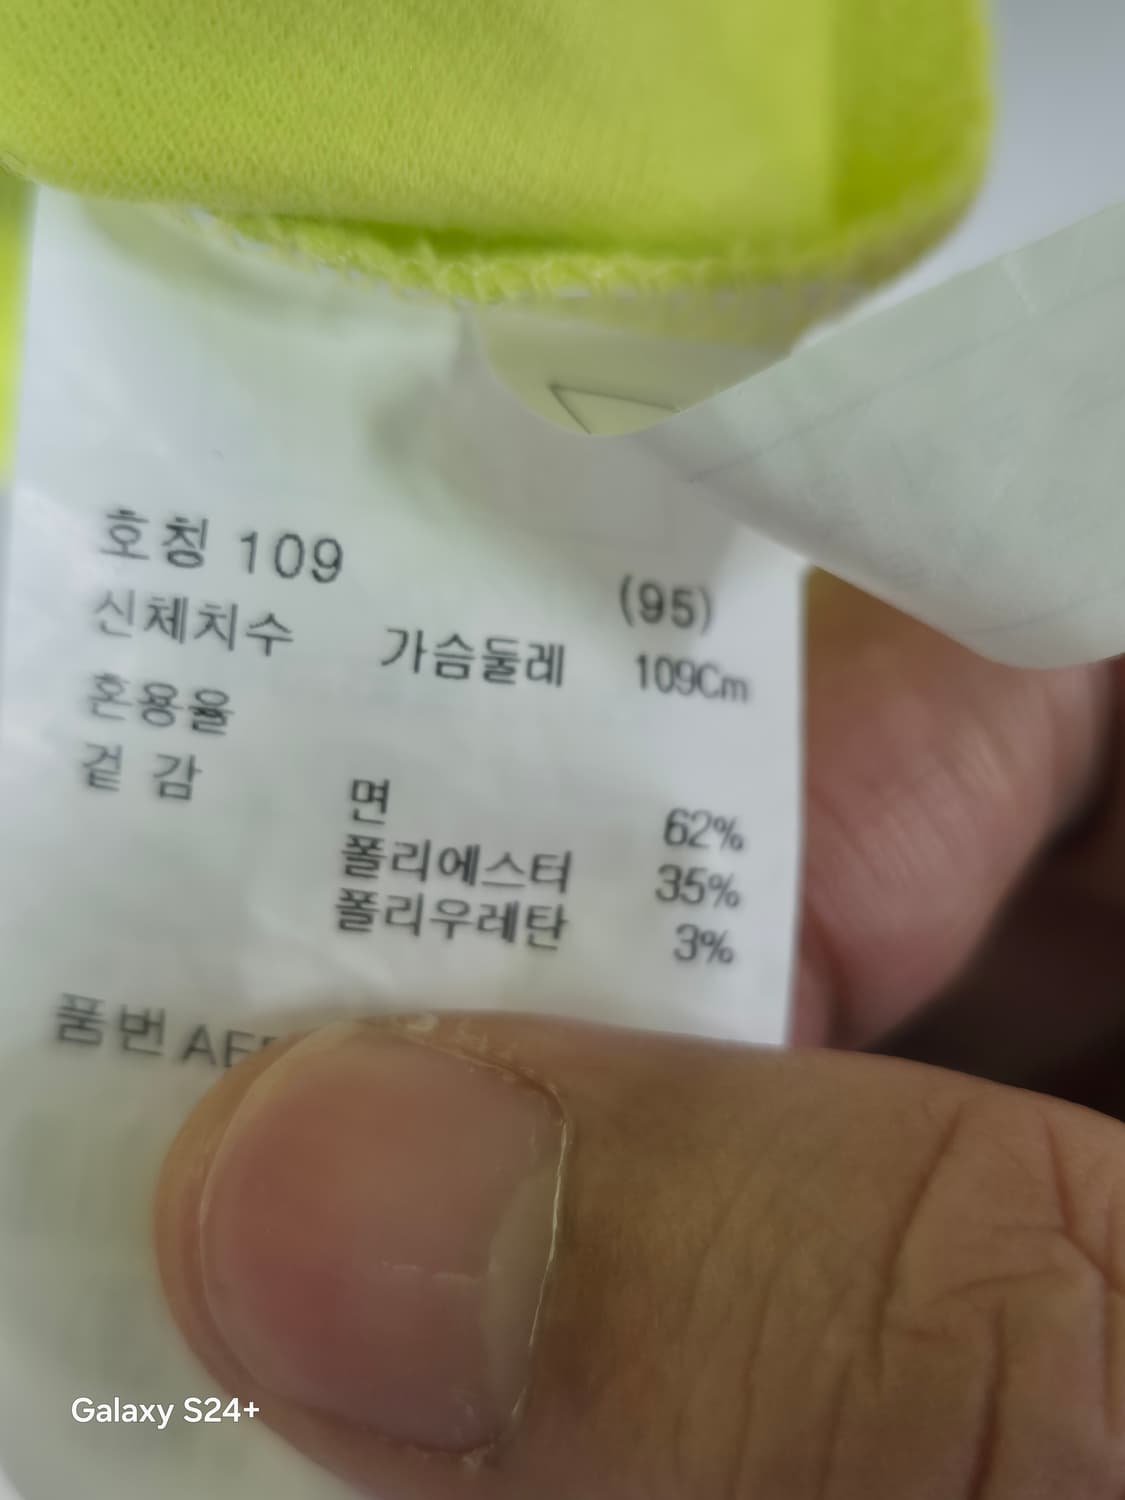 호칭 109
(95)
신체치수 가슴둘레 109Cm
혼용율
겉 감 면 62%
폴리에스터 35%
폴리우레탄 3%
품번
Galaxy S24+